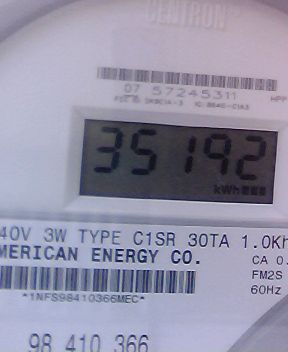 CENTRON
07 57245311
35192
kWh
40V 3W TYPE C1SR 30TA 1.0Kh
MERICAN ENERGY CO.
CA 0.
FM2S
60Hz
*1NFS98410366MEC*
98 410 366